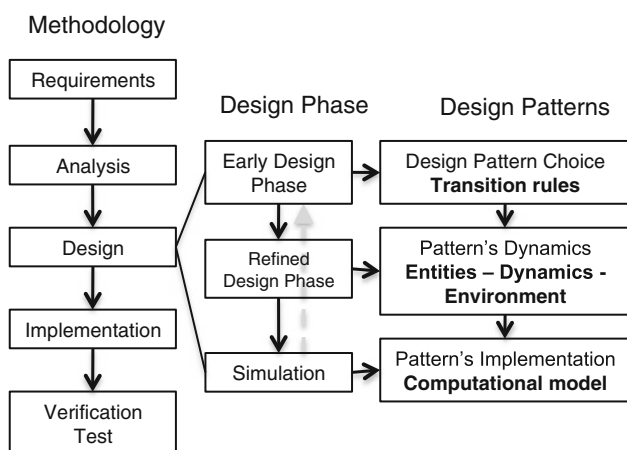 Methodology
Requirements
Analysis
Design
Implementation
Verification
Test
Design Phase
Early Design
Phase
Refined
Design Phase
Simulation
Design Patterns
Design Pattern Choice
Transition rules
Pattern's Dynamics
Entities – Dynamics -
Environment
Pattern's Implementation
Computational model